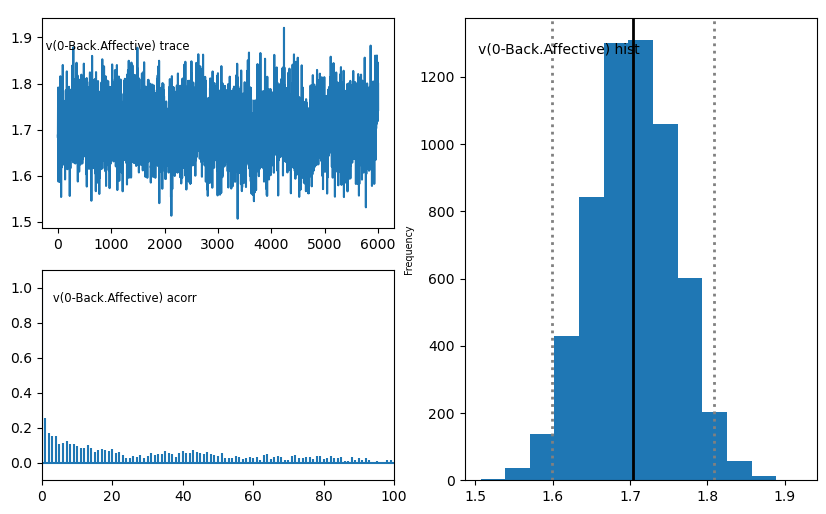 v(0-Back.Affective) trace
1.9
1.8
1.7
1.6
1.5
0 1000 2000 3000 4000 5000 6000
v(0-Back.Affective) acorr
1.0
0.8
0.6
0.4
0.2
0.0
0 20 40 60 80 100
v(0-Back.Affective) hist
Frequency
1200
1000
800
600
400
200
0
1.5 1.6 1.7 1.8 1.9